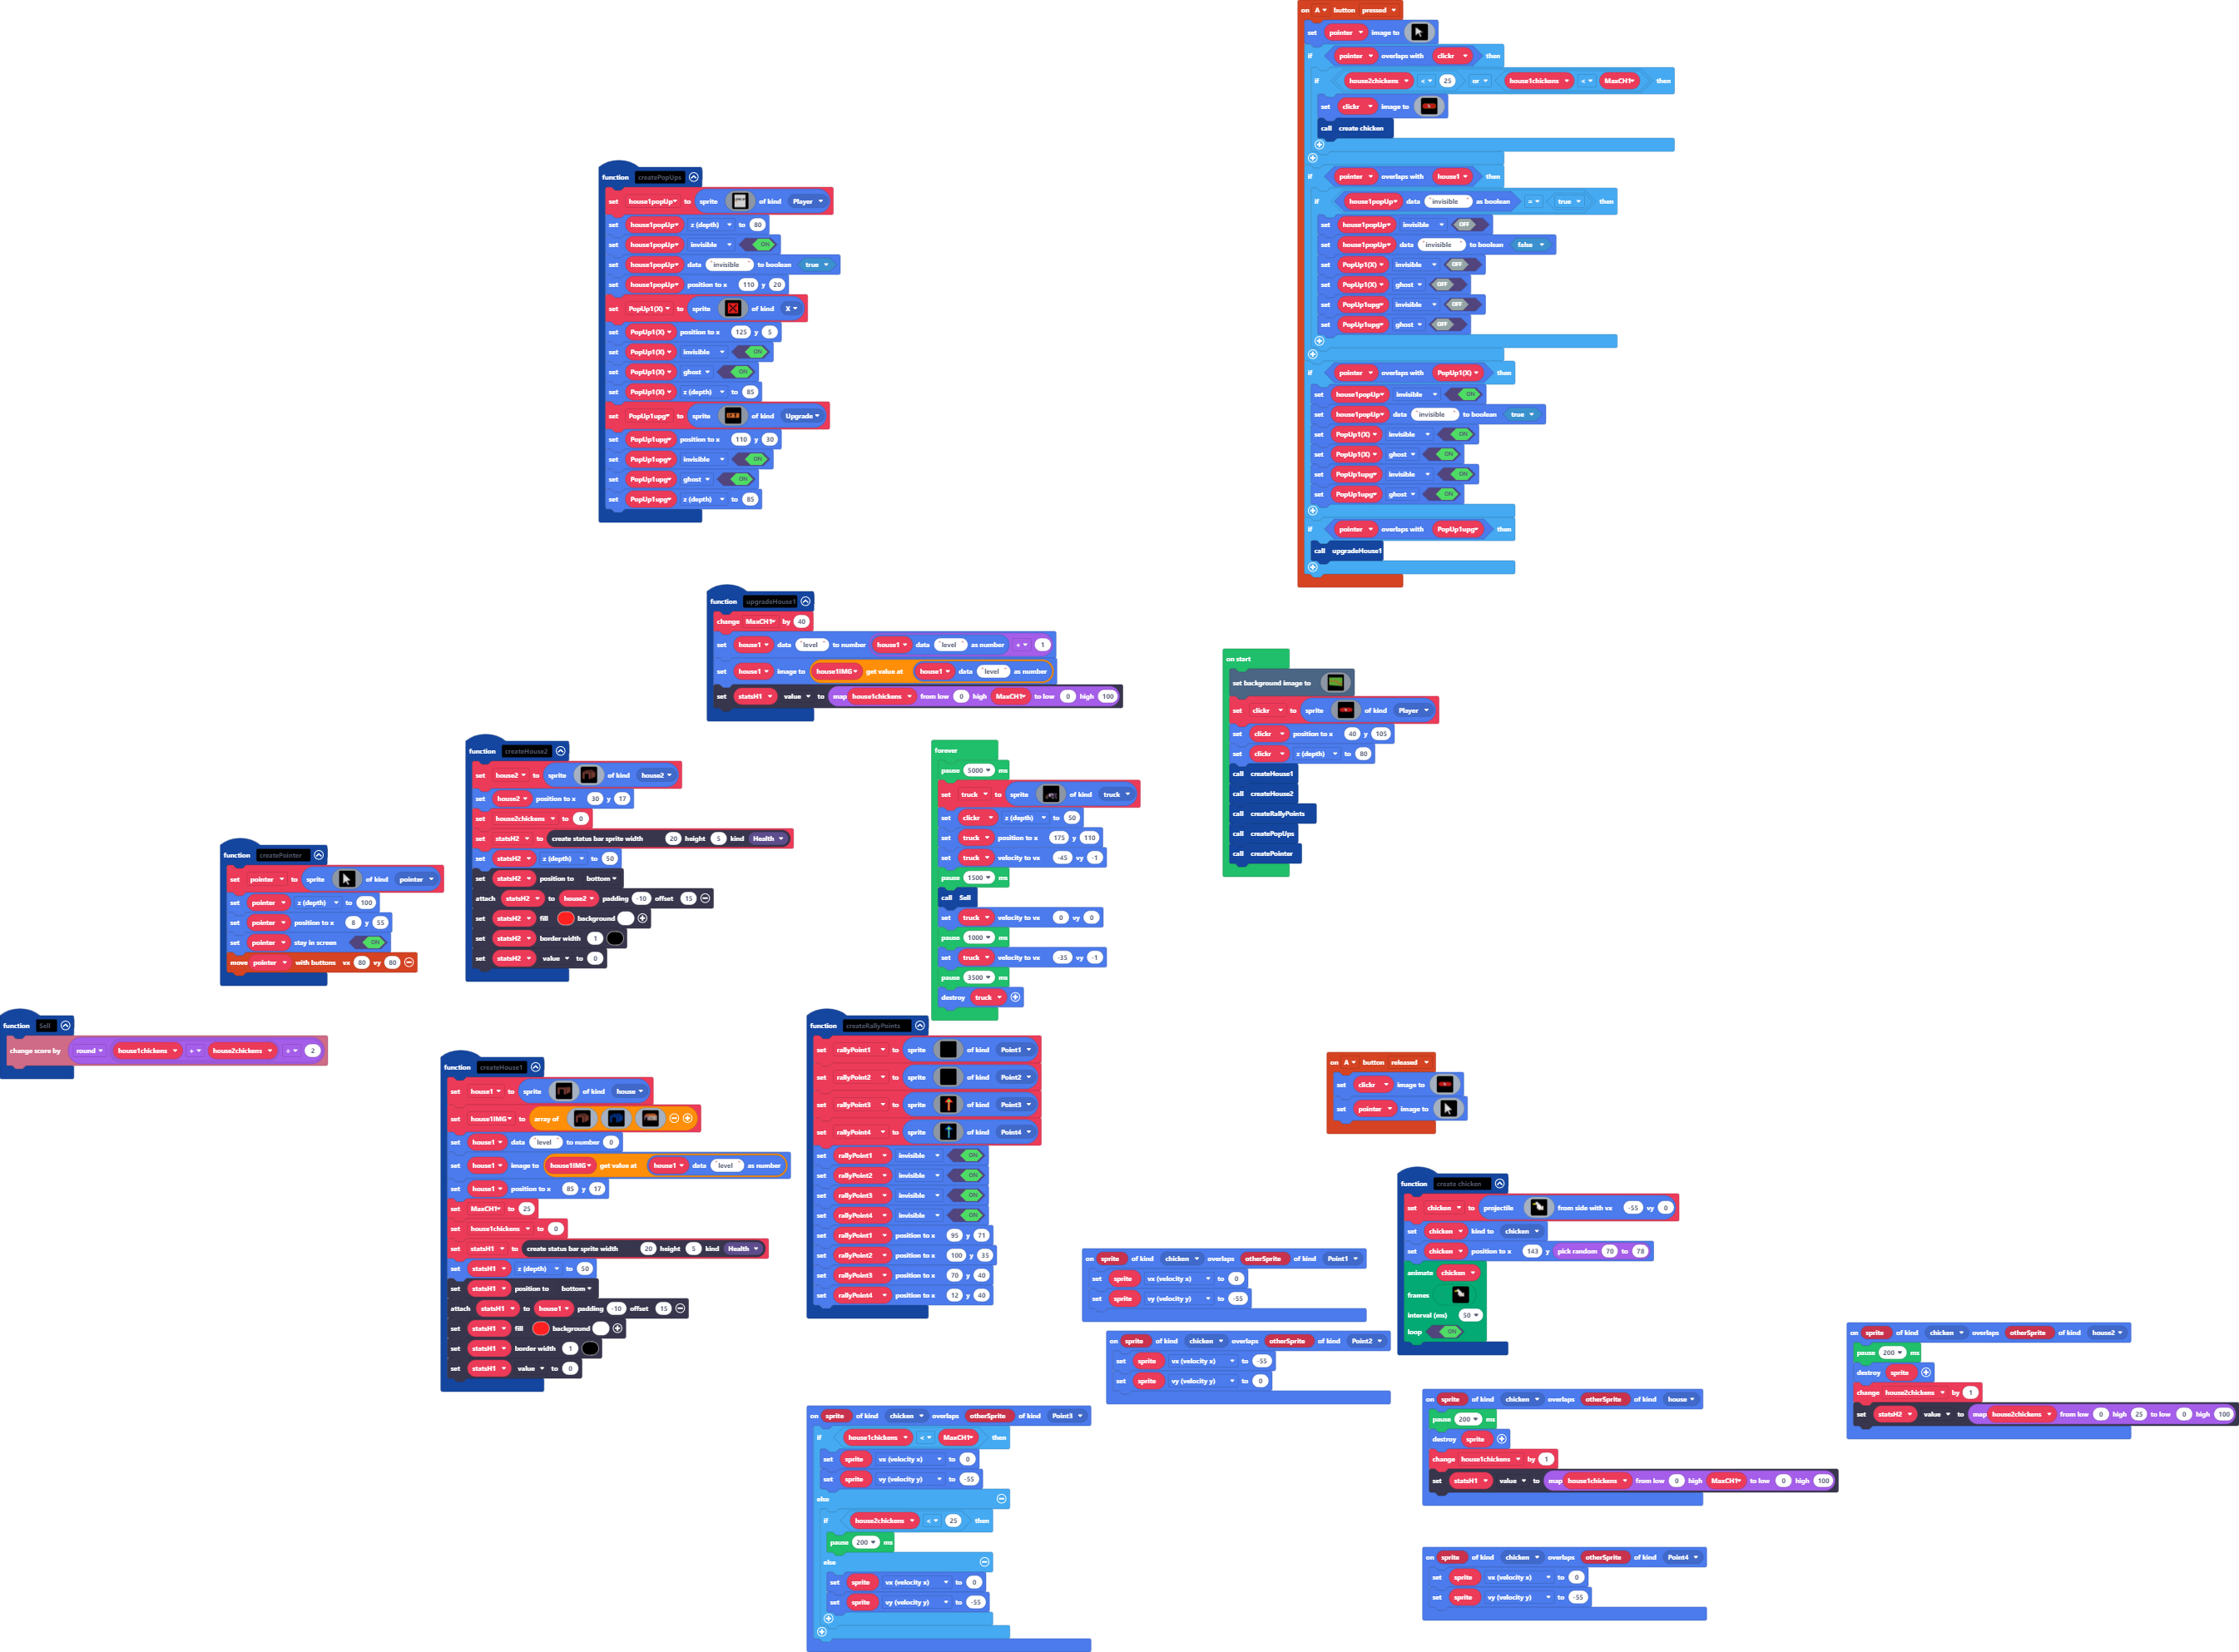 on A button pressed
set pointer image to
if pointer overlaps with clickr then
if house2chickens < 25 or house1chickens < MaxCH1 then
set clickr image to
call create chicken
if pointer overlaps with house1 then
if house1popUp data "invisible" as boolean = true then
set house1popUp invisible OFF
set house1popUp data "invisible" to boolean false
set PopUp1(X) invisible OFF
set PopUp1(X) ghost OFF
set PopUp1upg invisible OFF
set PopUp1upg ghost OFF
if pointer overlaps with PopUp1(X) then
set house1popUp invisible ON
set house1popUp data "invisible" to boolean true
set PopUp1(X) invisible ON
set PopUp1(X) ghost ON
set PopUp1upg invisible ON
set PopUp1upg ghost ON
if pointer overlaps with PopUp1upg then
call upgradeHouse1
function createPopUps
set house1popUp to sprite of kind Player
set house1popUp z (depth) to 80
set house1popUp invisible ON
set house1popUp data "invisible" to boolean true
set house1popUp position to x 110 y 20
set PopUp1(X) to sprite of kind X
set PopUp1(X) position to x 125 y 5
set PopUp1(X) invisible ON
set PopUp1(X) ghost ON
set PopUp1(X) z (depth) to 85
set PopUp1upg to sprite of kind Upgrade
set PopUp1upg position to x 110 y 30
set PopUp1upg invisible ON
set PopUp1upg ghost ON
set PopUp1upg z (depth) to 85
function upgradeHouse1
change MaxCH1 by 40
set house1 data "level" to number house1 data "level" as number + 1
set house1 image to house1IMG get value at house1 data "level" as number
set statsH1 value to map house1chickens from low 0 high MaxCH1 to low 0 high 100
on start
set background image to
set clickr to sprite of kind Player
set clickr position to x 40 y 105
set clickr z (depth) to 80
call createHouse1
call createHouse2
call createRallyPoints
call createPopUps
call createPointer
function createHouse2
set house2 to sprite of kind house2
set house2 position to x 30 y 17
set house2chickens to 0
set statsH2 to create status bar sprite width 20 height 5 kind Health
set statsH2 z (depth) to 50
set statsH2 position to bottom
attach statsH2 to house2 padding -10 offset 15
set statsH2 fill background
set statsH2 border width 1
set statsH2 value to 0
forever
pause 5000 ms
set truck to sprite of kind truck
set clickr z (depth) to 50
set truck position to x 175 y 110
set truck velocity to vx -45 vy -1
pause 1500 ms
call Sell
set truck velocity to vx 0 vy 0
pause 1000 ms
set truck velocity to vx -35 vy -1
pause 3500 ms
destroy truck
function createPointer
set pointer to sprite of kind pointer
set pointer z (depth) to 100
set pointer position to x 8 y 55
set pointer stay in screen ON
move pointer with buttons vx 80 vy 80
function Sell
change score by round house1chickens + house2chickens ÷ 2
function createHouse1
set house1 to sprite of kind house
set house1IMG to array of
set house1 data "level" to number 0
set house1 image to house1IMG get value at house1 data "level" as number
set house1 position to x 85 y 17
set MaxCH1 to 25
set house1chickens to 0
set statsH1 to create status bar sprite width 20 height 5 kind Health
set statsH1 z (depth) to 50
set statsH1 position to bottom
attach statsH1 to house1 padding -10 offset 15
set statsH1 fill background
set statsH1 border width 1
set statsH1 value to 0
function createRallyPoints
set rallyPoint1 to sprite of kind Point1
set rallyPoint2 to sprite of kind Point2
set rallyPoint3 to sprite of kind Point3
set rallyPoint4 to sprite of kind Point4
set rallyPoint1 invisible ON
set rallyPoint2 invisible ON
set rallyPoint3 invisible ON
set rallyPoint4 invisible ON
set rallyPoint1 position to x 95 y 71
set rallyPoint2 position to x 100 y 35
set rallyPoint3 position to x 70 y 40
set rallyPoint4 position to x 12 y 40
on A button released
set clickr image to
set pointer image to
function create chicken
set chicken to projectile from side with vx -55 vy 0
set chicken kind to chicken
set chicken position to x 143 y pick random 70 to 78
animate chicken
frames
interval (ms) 50
loop ON
on sprite of kind chicken overlaps otherSprite of kind Point1
set sprite vx (velocity x) to 0
set sprite vy (velocity y) to -55
on sprite of kind chicken overlaps otherSprite of kind Point2
set sprite vx (velocity x) to -55
set sprite vy (velocity y) to 0
on sprite of kind chicken overlaps otherSprite of kind house2
pause 200 ms
destroy sprite
change house2chickens by 1
set statsH2 value to map house2chickens from low 0 high 25 to low 0 high 100
on sprite of kind chicken overlaps otherSprite of kind house
pause 200 ms
destroy sprite
change house1chickens by 1
set statsH1 value to map house1chickens from low 0 high MaxCH1 to low 0 high 100
on sprite of kind chicken overlaps otherSprite of kind Point3
if house1chickens < MaxCH1 then
set sprite vx (velocity x) to 0
set sprite vy (velocity y) to -55
else
if house2chickens < 25 then
pause 200 ms
else
set sprite vx (velocity x) to 0
set sprite vy (velocity y) to -55
on sprite of kind chicken overlaps otherSprite of kind Point4
set sprite vx (velocity x) to 0
set sprite vy (velocity y) to -55